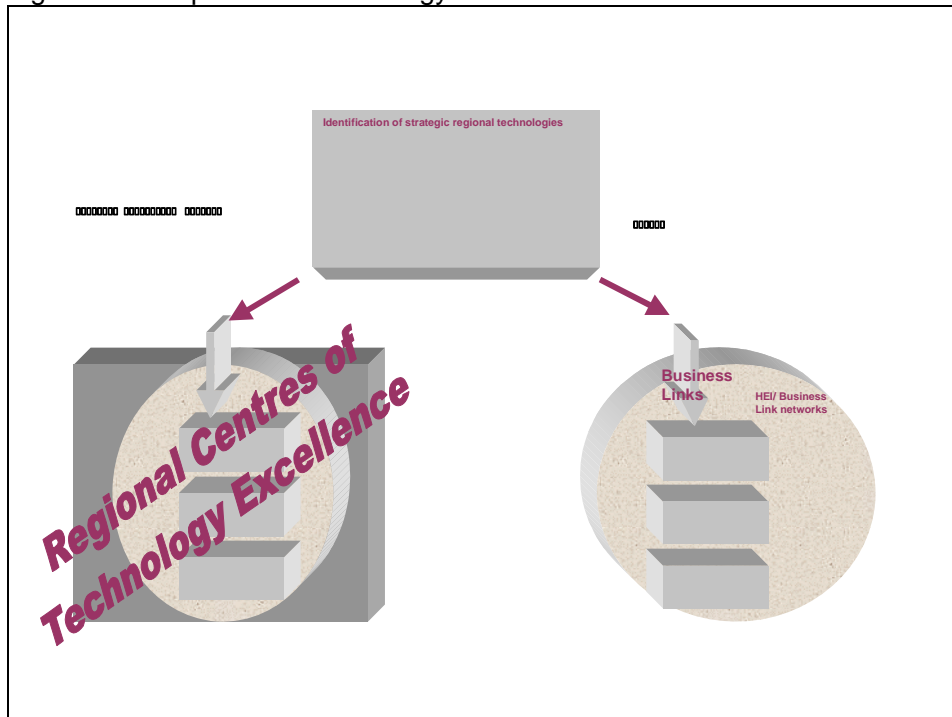 Identification of strategic regional technologies
Regional Centres of
Technology Excellence
Business
Links
HEI/ Business
Link networks